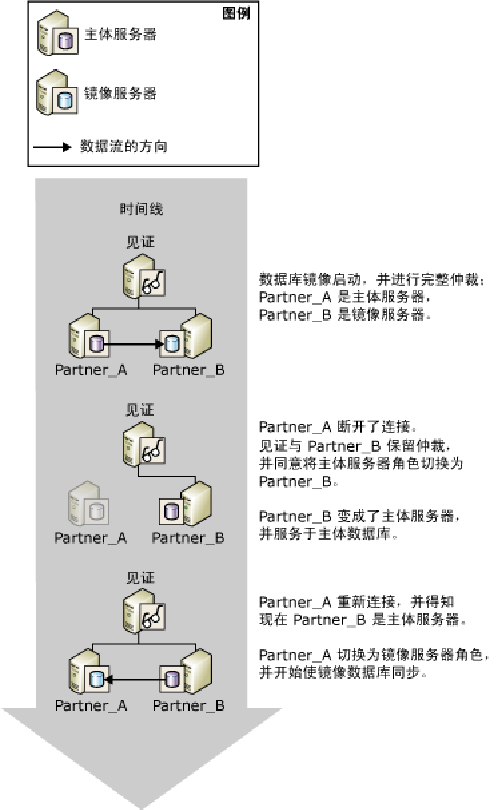 图例
主体服务器
镜像服务器
数据流的方向
时间线
见证
Partner_A
Partner_B
数据库镜像启动，并进行完整仲裁：
Partner_A 是主体服务器，
Partner_B 是镜像服务器。
见证
Partner_A
Partner_B
Partner_A 断开了连接。
见证与 Partner_B 保留仲裁，
并同意将主体服务器角色切换为
Partner_B。
Partner_B 变成了主体服务器，
并服务于主体数据库。
见证
Partner_A
Partner_B
Partner_A 重新连接，并得知
现在 Partner_B 是主体服务器。
Partner_A 切换为镜像服务器角色，
并开始使镜像数据库同步。